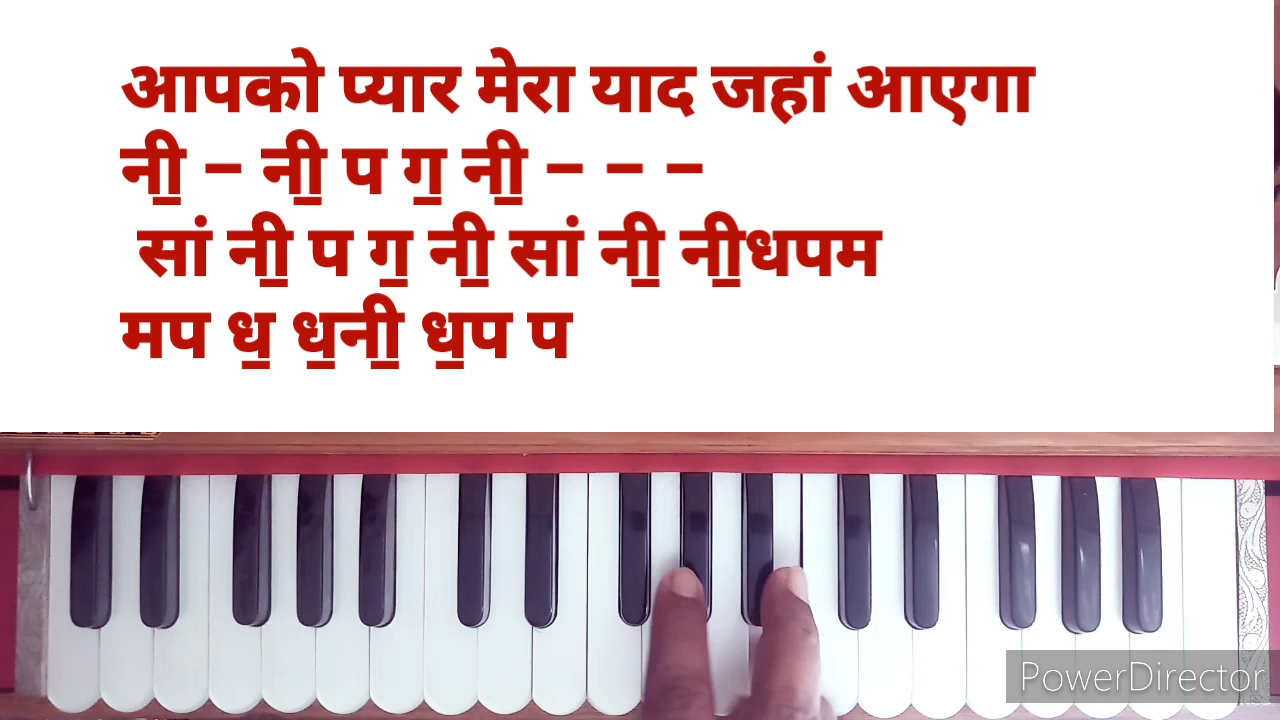 आपको प्यार मेरा याद जहां आएगा
नी॒ – नी॒ प ग॒ नी॒ – – –
सां नी॒ प ग॒ नी॒ सां नी॒ नी॒धपम
मप ध॒ ध॒नी॒ ध॒प प
PowerDirector